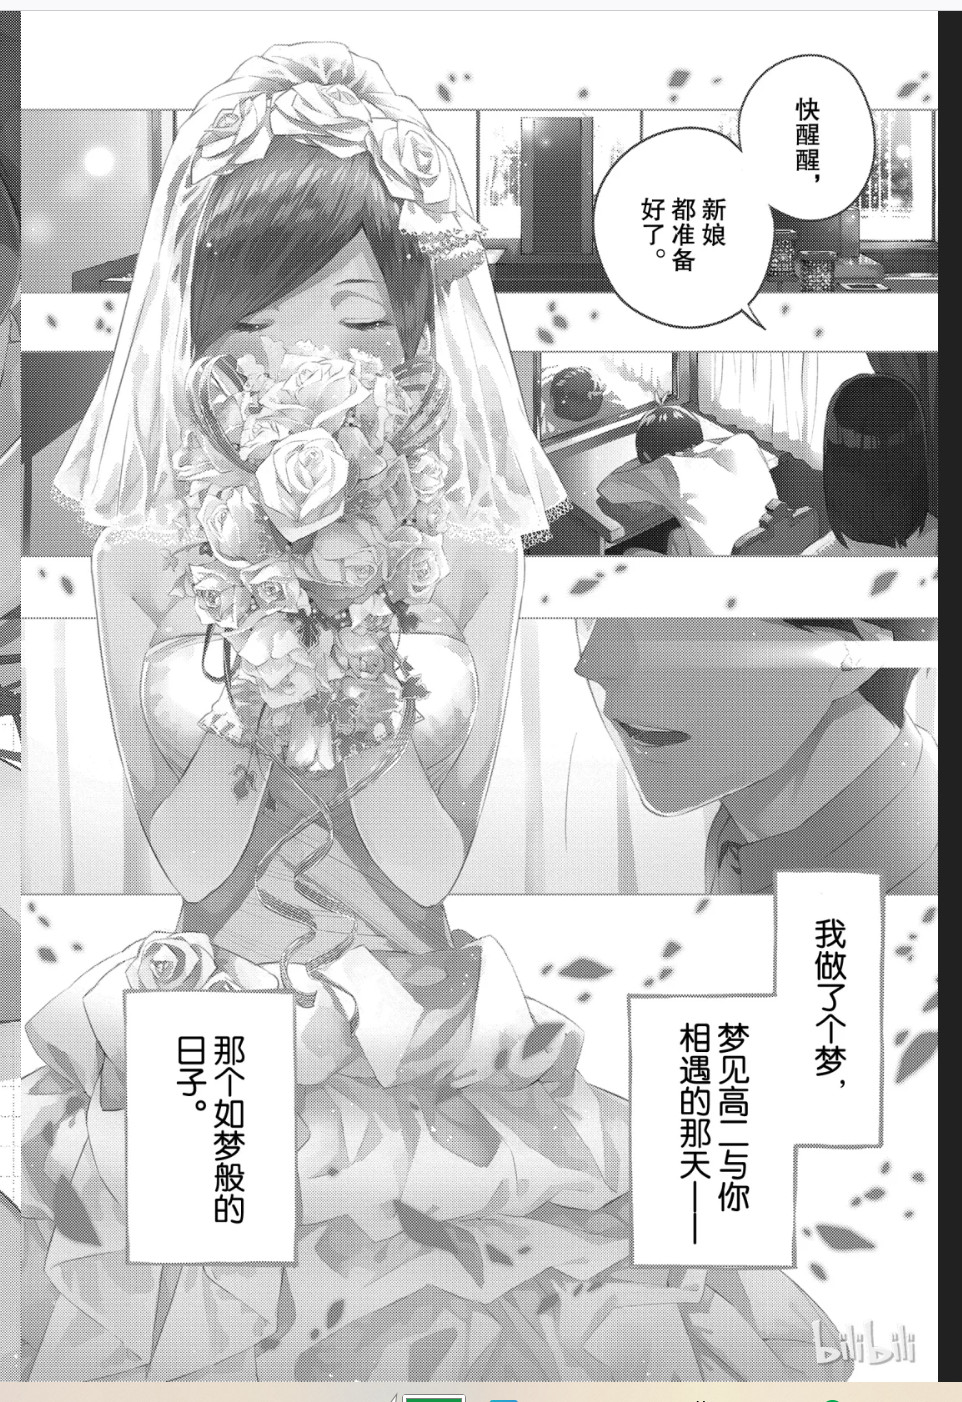 快醒醒，
新娘
都准备
好了。
我做了个梦，
梦见高二与你
相遇的那天——
那个如梦般的
日子。
bilibili